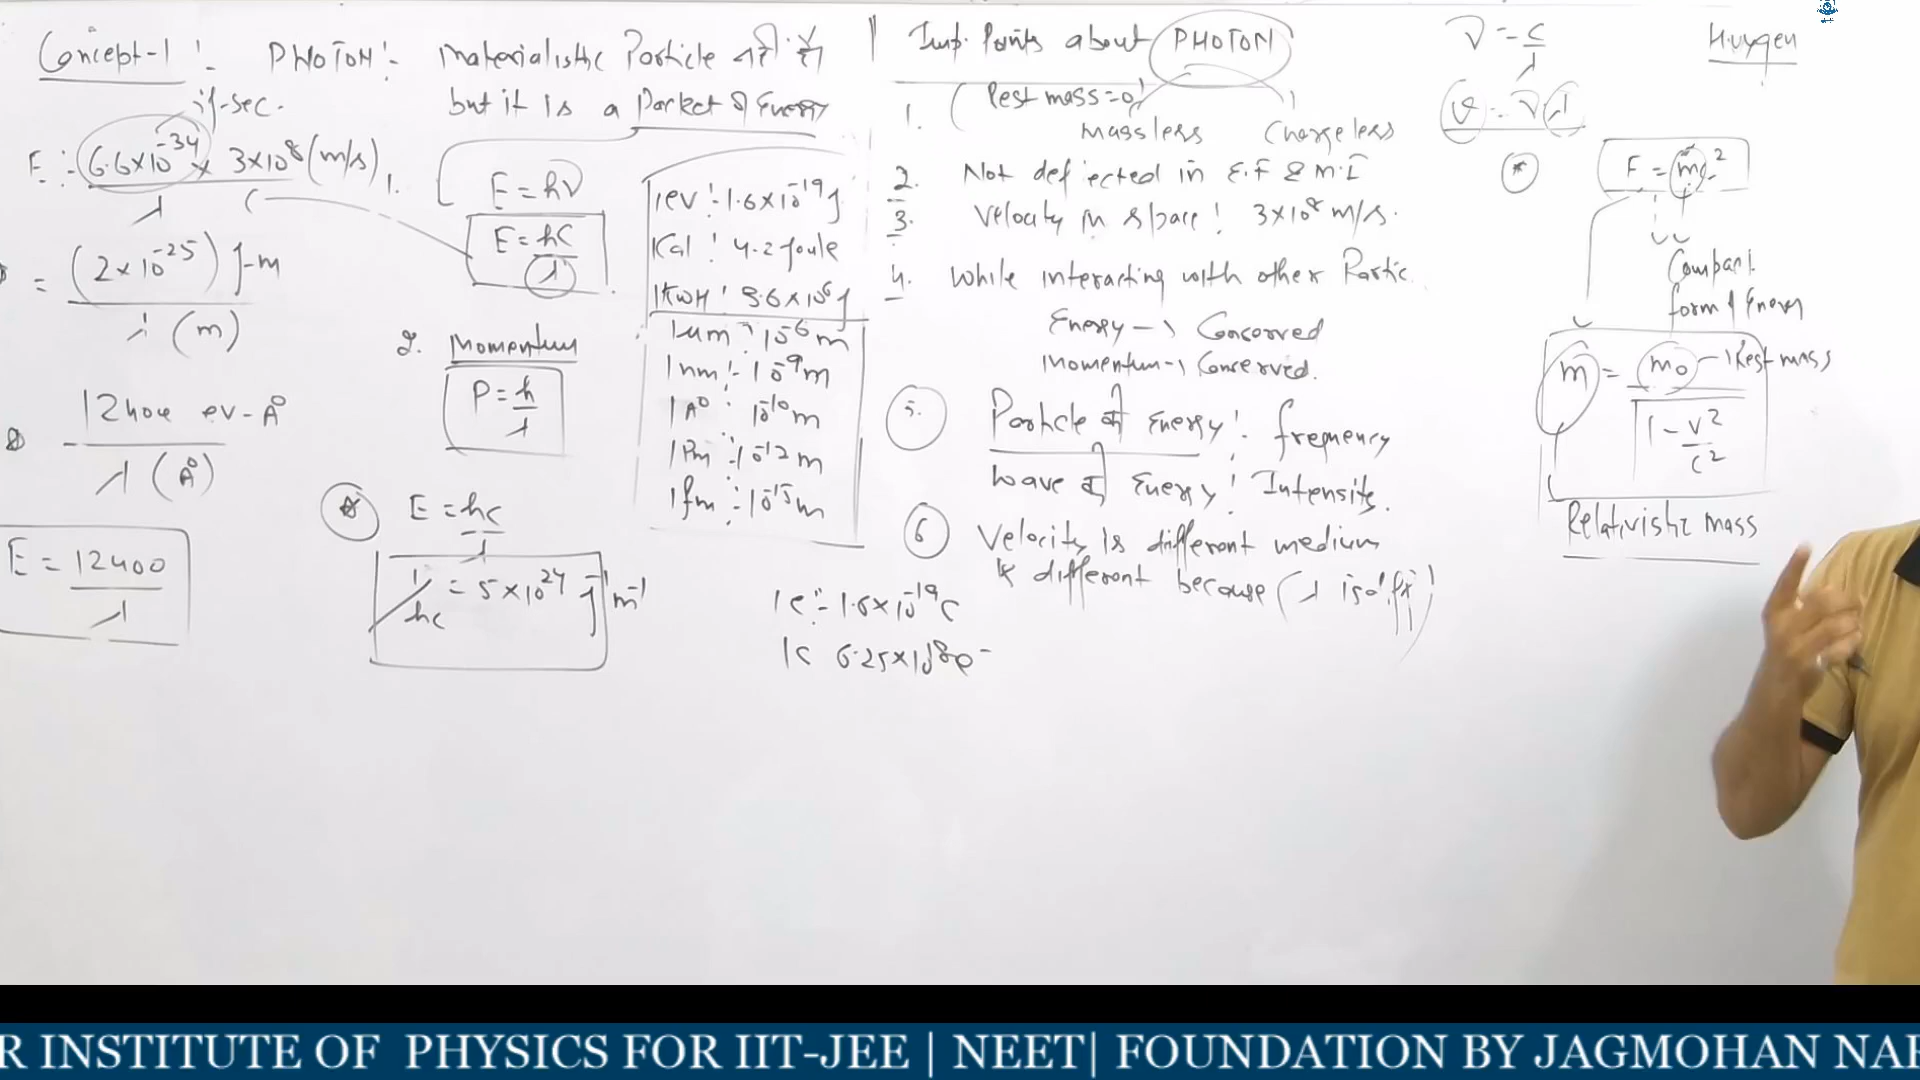 Concept-1 : PHOTON :- Materialistic Particle नहीं है
but it is a Packet of Energy
j-sec.
E = 6.6×10⁻³⁴ × 3×10⁸ (m/s)
λ
= (2×10⁻²⁵) J-m
λ (m)
12400 ev-A°
λ (A°)
E = 12400
λ
1.
E = hν
E = hc
λ
2. Momentum
P = h
λ
E = hc
λ
1
hc
= 5×10²⁴ J⁻¹ m⁻¹
1ev : 1.6×10⁻¹⁹ J
1Cal : 4.2 joule
1KWH : 3.6×10⁶ J
1um : 10⁻⁶ m
1nm :- 10⁻⁹ m
1A° : 10⁻¹⁰ m
1Pm : 10⁻¹² m
1fm : 10⁻¹⁵ m
1e : 1.6×10⁻¹⁹ C
1C 6.25×10¹⁸ e⁻
Imp. Points about PHOTON
1. (Rest mass = 0)
Massless Chargeless
2. Not deflected in E.F & M.F
3. Velocity in space : 3×10⁸ m/s.
4. While interacting with other Partic
Energy → Conserved
Momentum → Conserved.
5. Particle की Energy : frequency
Wave की Energy : Intensity.
6 Velocity is different medium
is different because (λ is diff)
ν = c
λ
v = νλ
Huygen
E = mc²
Compact
form of Energy
m = m₀ → Rest mass
√1 - v²
c²
Relativistic mass
R INSTITUTE OF PHYSICS FOR IIT-JEE | NEET| FOUNDATION BY JAGMOHAN NAR